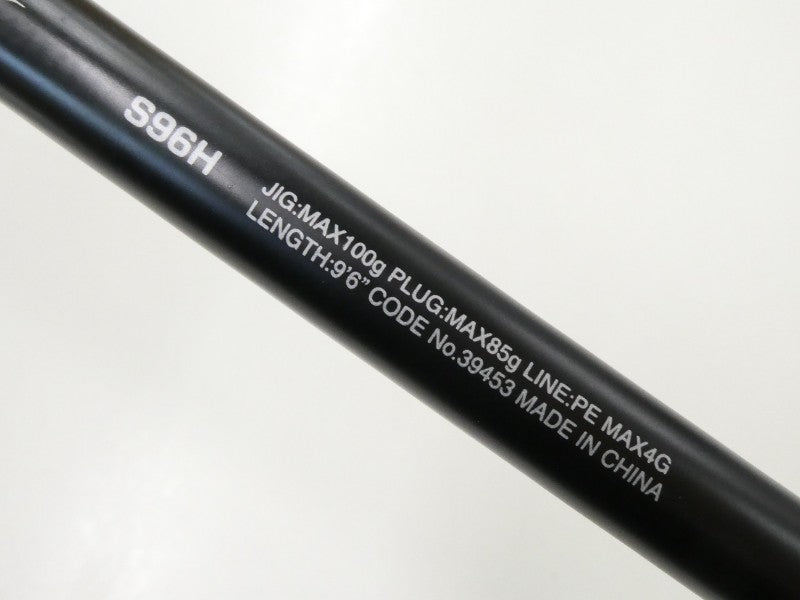 S96H
JIG:MAX100g PLUG:MAX85g LINE:PE MAX4G
LENGTH:9'6" CODE No.39453 MADE IN CHINA